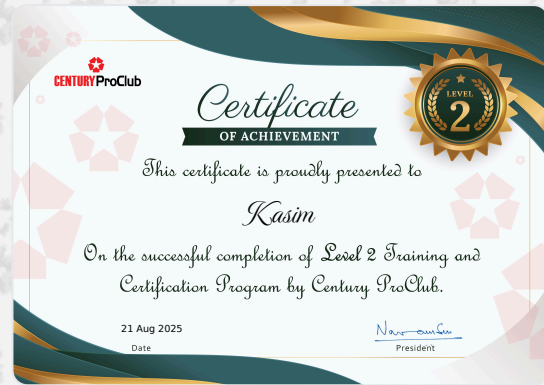 CENTURY ProClub
Certificate
OF ACHIEVEMENT
LEVEL
2
This certificate is proudly presented to
Kasim
On the successful completion of Level 2 Training and
Certification Program by Century ProClub.
21 Aug 2025
Date
President